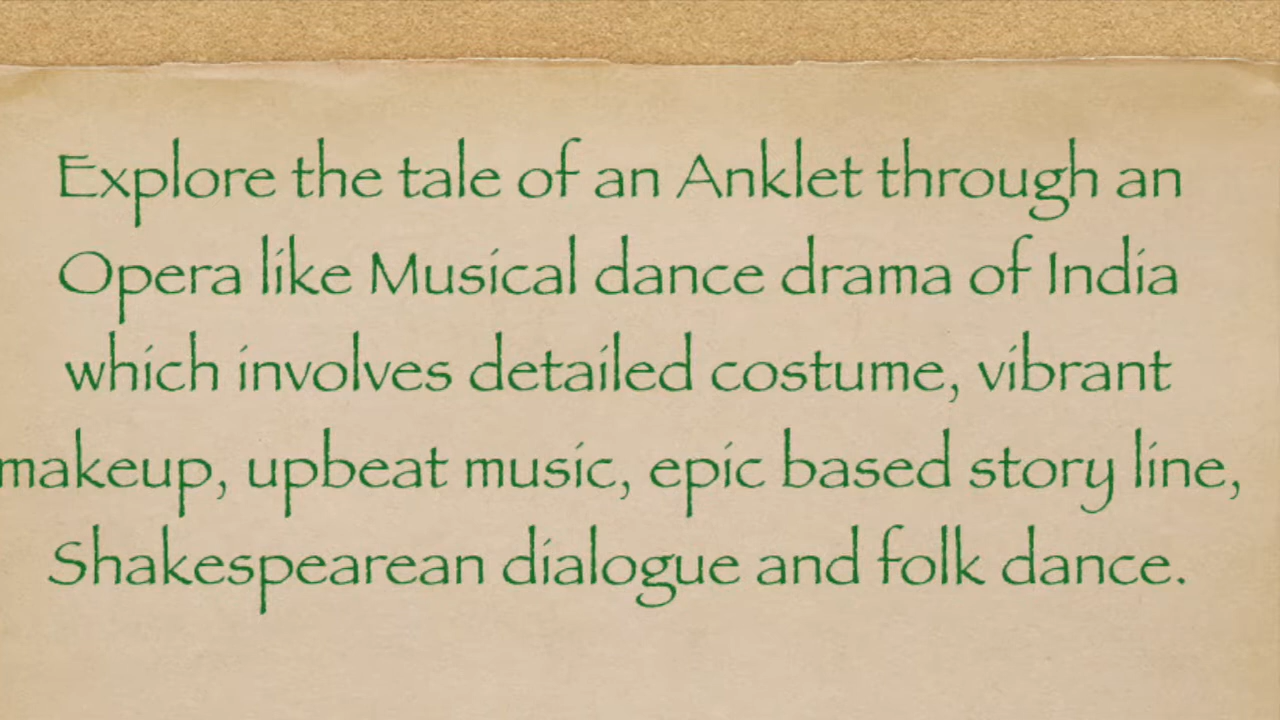 Explore the tale of an Anklet through an
Opera like Musical dance drama of India
which involves detailed costume, vibrant
makeup, upbeat music, epic based story line,
Shakespearean dialogue and folk dance.